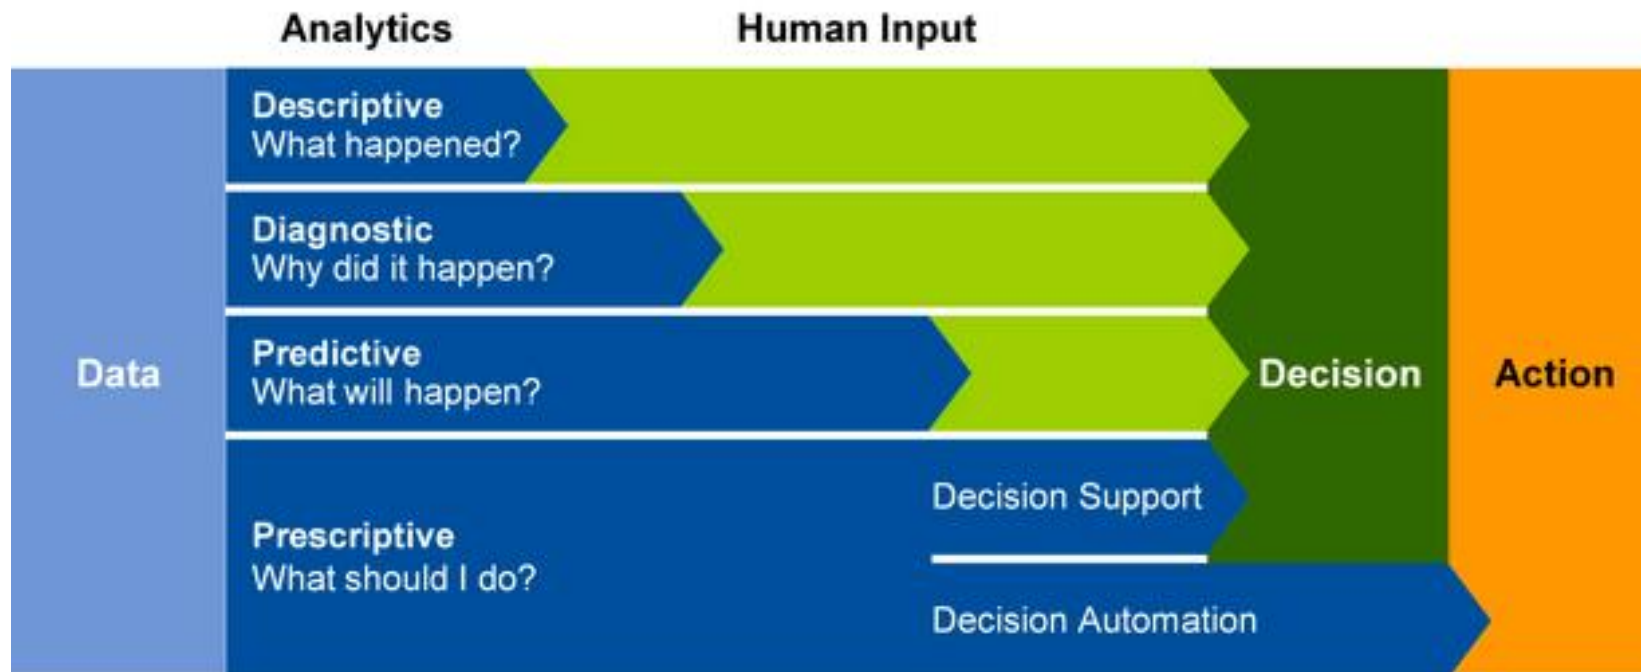 Analytics
Human Input
Descriptive
What happened?
Diagnostic
Why did it happen?
Data
Predictive
What will happen?
Decision
Action
Prescriptive
What should I do?
Decision Support
Decision Automation